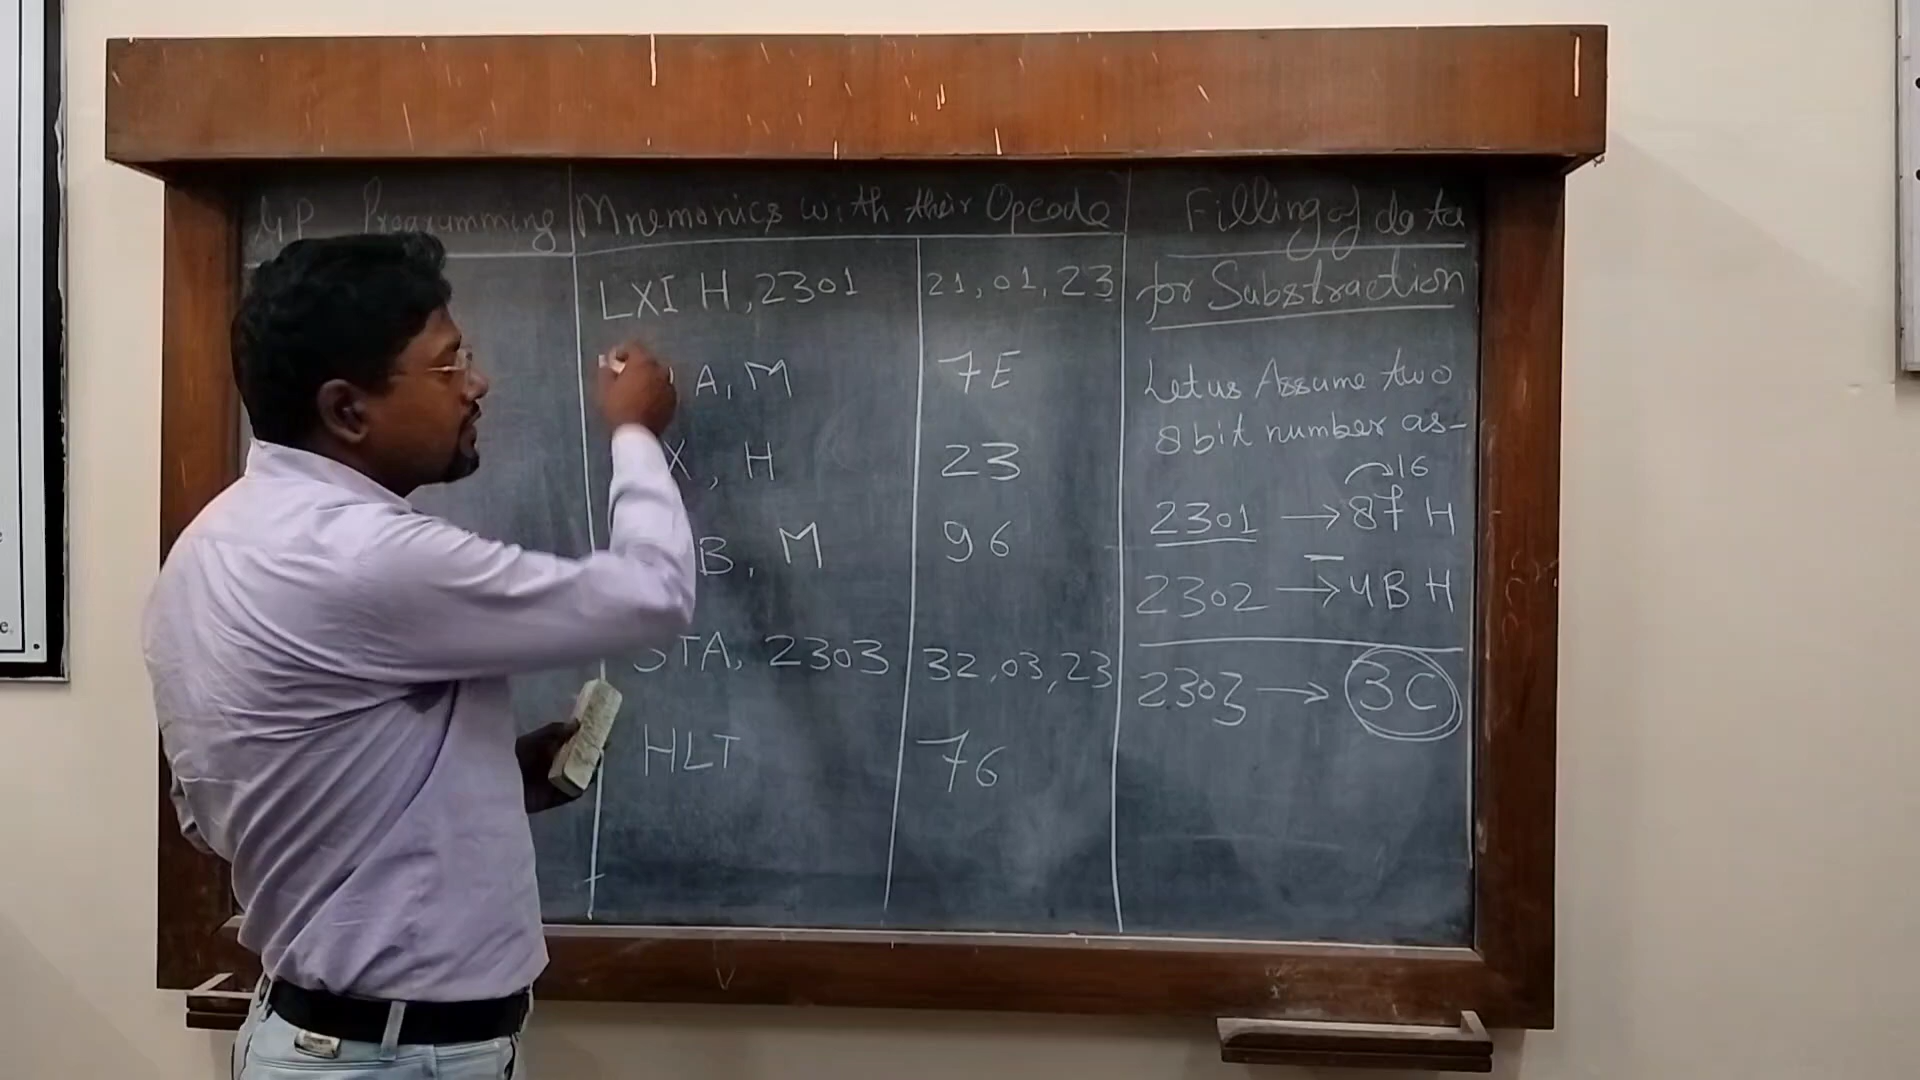 μP Programming
Mnemonics with their Opcode
LXI H,2301 21,01,23
A,M 7E
X, H 23
B, M 96
STA, 2303 32,03,23
HLT 76
Filling of data
for Substraction
Let us Assume two
8 bit number as-
16
2301 → 87 H
2302 → 4B H
2303 → 3C